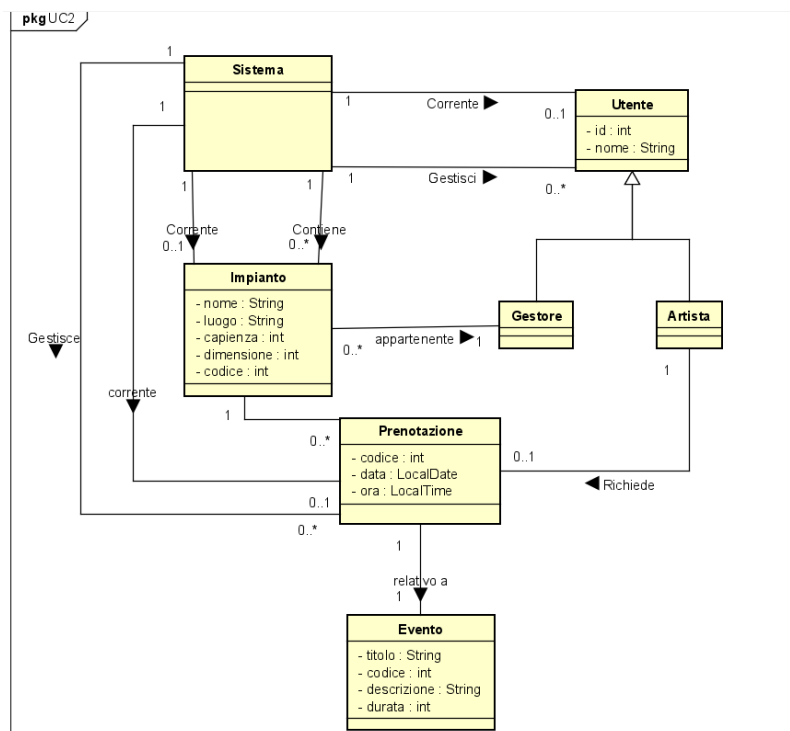 pkg UC2
1
Sistema
1
1
Corrente
0..1
Utente
- id : int
- nome : String
1
Gestisci
0..*
1
1
Corrente
0..1
Contiene
0..*
Impianto
- nome : String
- luogo : String
- capienza : int
- dimensione : int
- codice : int
Gestore
Artista
Gestisce
appartenente
0..*
1
1
corrente
1
0..*
Prenotazione
- codice : int
- data : LocalDate
- ora : LocalTime
0..1
Richiede
0..1
0..*
1
relativo a
1
Evento
- titolo : String
- codice : int
- descrizione : String
- durata : int